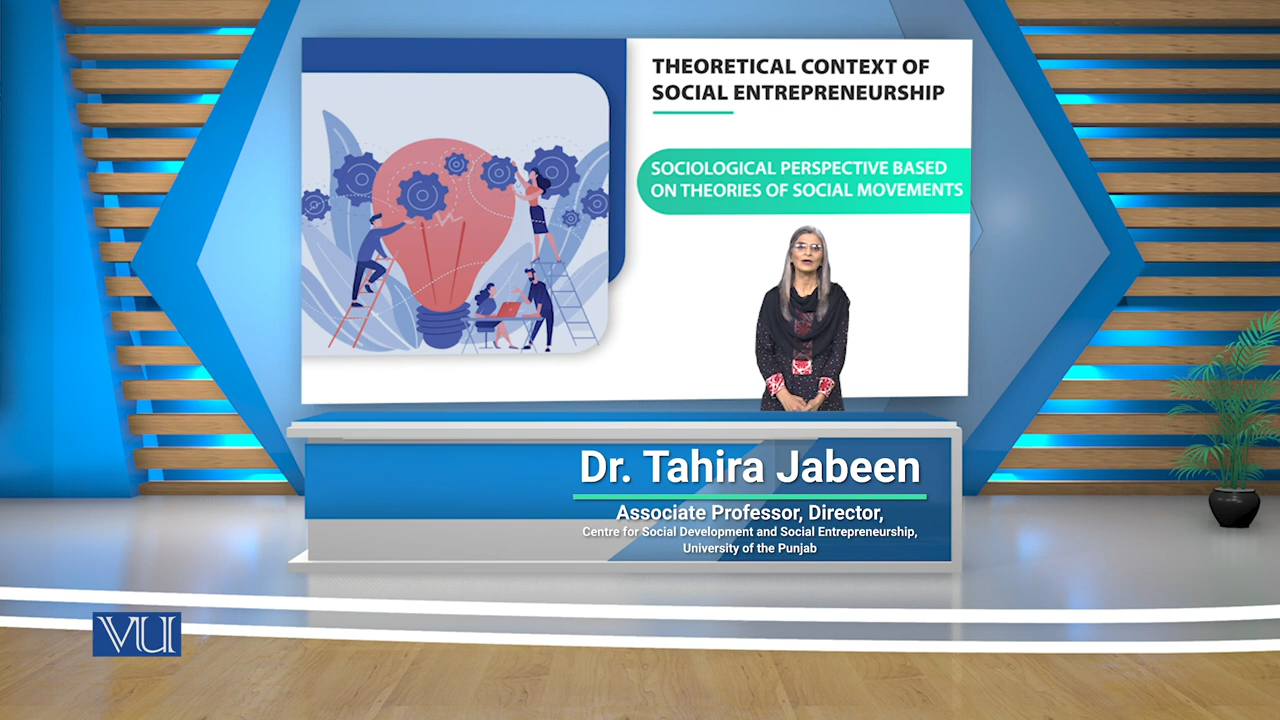 THEORETICAL CONTEXT OF
SOCIAL ENTREPRENEURSHIP
SOCIOLOGICAL PERSPECTIVE BASED
ON THEORIES OF SOCIAL MOVEMENTS
Dr. Tahira Jabeen
Associate Professor, Director,
Centre for Social Development and Social Entrepreneurship,
University of the Punjab
VU